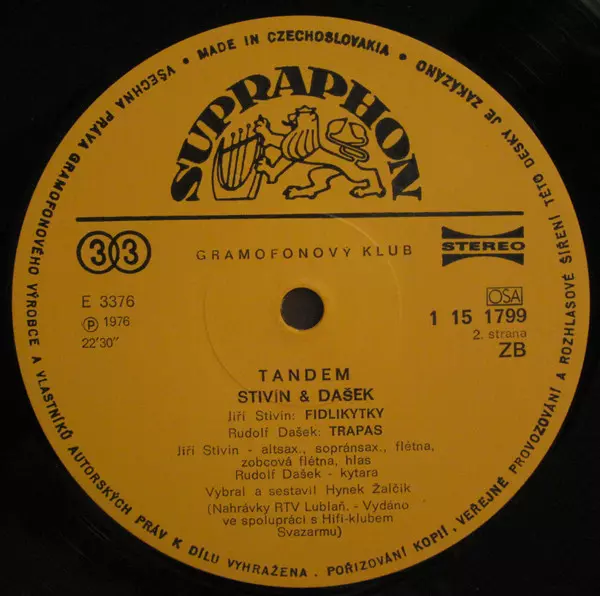 VŠECHNA PRÁVA GRAMOFONOVÉHO VÝROBCE A VLASTNÍKŮ AUTORSKÝCH PRÁV K DÍLU VYHRAŽENA . POŘIZOVÁNÍ KOPIÍ . VEŘEJNÉ PROVOZOVÁNÍ A ROZHLASOVÉ ŠÍŘENÍ TÉTO DESKY JE ZAKÁZÁNO
• MADE IN CZECHOSLOVAKIA •
SUPRAPHON
33
GRAMOFONOVÝ KLUB
STEREO
E 3376
℗ 1976
22'30"
OSA
1 15 1799
2. strana
ZB
TANDEM
STIVÍN & DAŠEK
Jiří Stivín: FIDLIKYTKY
Rudolf Dašek: TRAPAS
Jiří Stivín - altsax., sopránsax., flétna,
zobcová flétna, hlas
Rudolf Dašek - kytara
Vybral a sestavil Hynek Žalčík
(Nahrávky RTV Lublaň. - Vydáno
ve spolupráci s Hifi-klubem
Svazarmu)